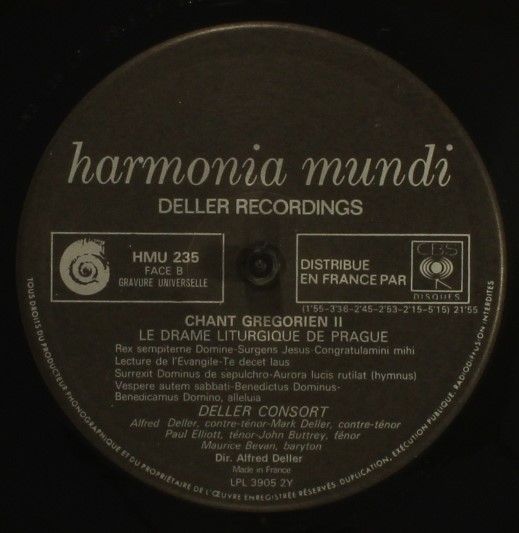 harmonia mundi
DELLER RECORDINGS
HMU 235
FACE B
GRAVURE UNIVERSELLE
DISTRIBUE
EN FRANCE PAR
CBS
DISQUES
(1'55-3'36-2'45-2'53-2'15-5'15) 21'55
CHANT GREGORIEN II
LE DRAME LITURGIQUE DE PRAGUE
Rex sempiterne Domine-Surgens Jesus-Congratulamini mihi
Lecture de l'Evangile-Te decet laus
Surrexit Dominus de sepulchro-Aurora lucis rutilat (hymnus)
Vespere autem sabbati-Benedictus Dominus-
Benedicamus Domino, alleluia
DELLER CONSORT
Alfred Deller, contre-ténor-Mark Deller, contre-ténor
Paul Elliott, ténor-John Buttrey, ténor
Maurice Bevan, baryton
Dir. Alfred Deller
Made in France
LPL 3905 2Y
TOUS DROITS DU PRODUCTEUR PHONOGRAPHIQUE ET DU PROPRIETAIRE DE L'ŒUVRE ENREGISTRÉE RÉSERVÉS. DUPLICATION, EXÉCUTION PUBLIQUE, RADIODIFFUSION INTERDITES